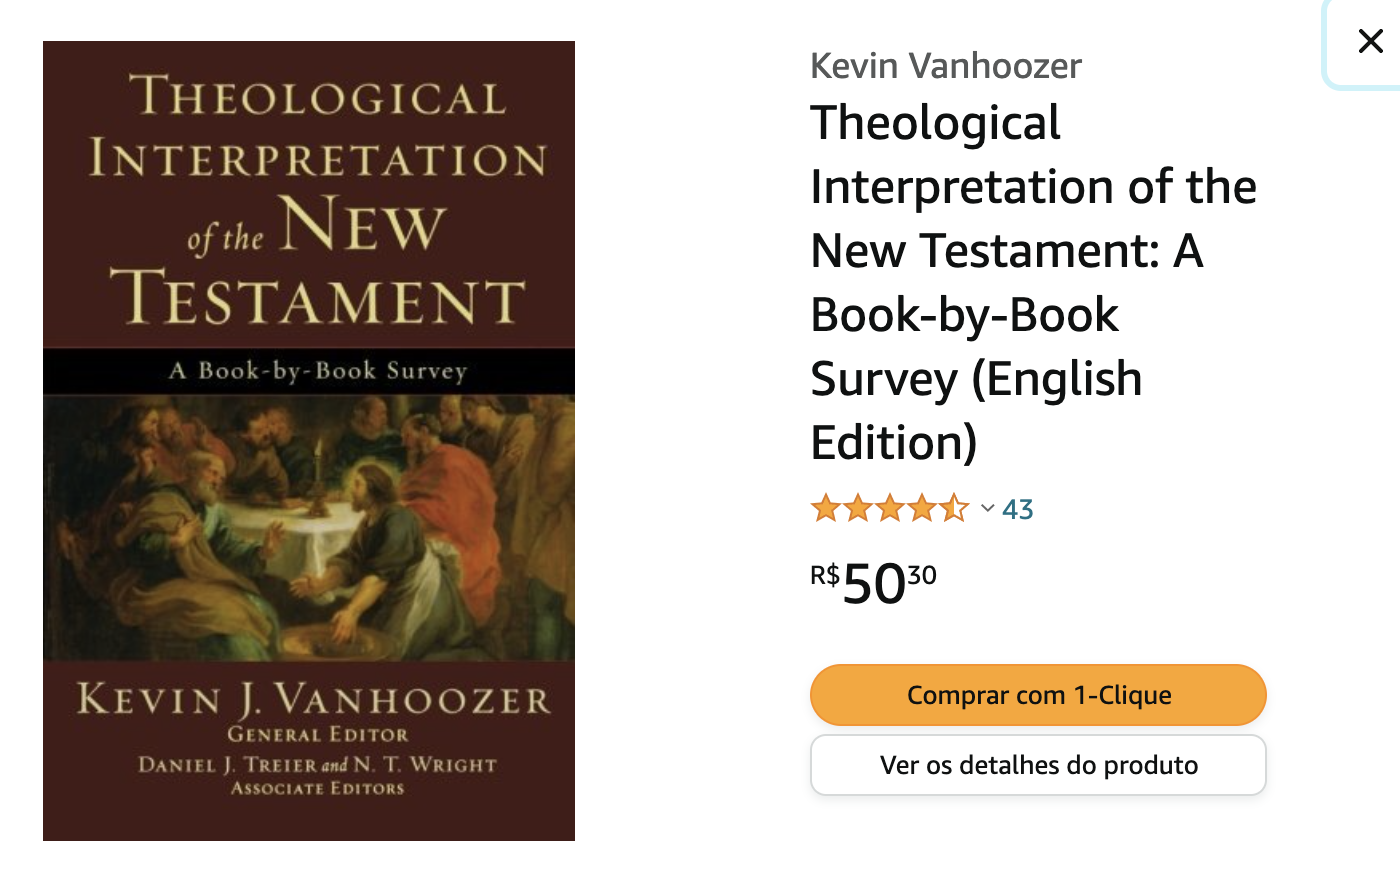 THEOLOGICAL
INTERPRETATION
of the NEW
TESTAMENT
A Book-by-Book Survey
KEVIN J. VANHOOZER
GENERAL EDITOR
DANIEL J. TREIER and N. T. WRIGHT
ASSOCIATE EDITORS
Kevin Vanhoozer
Theological
Interpretation of the
New Testament: A
Book-by-Book
Survey (English
Edition)
43
R$5030
Comprar com 1-Clique
Ver os detalhes do produto